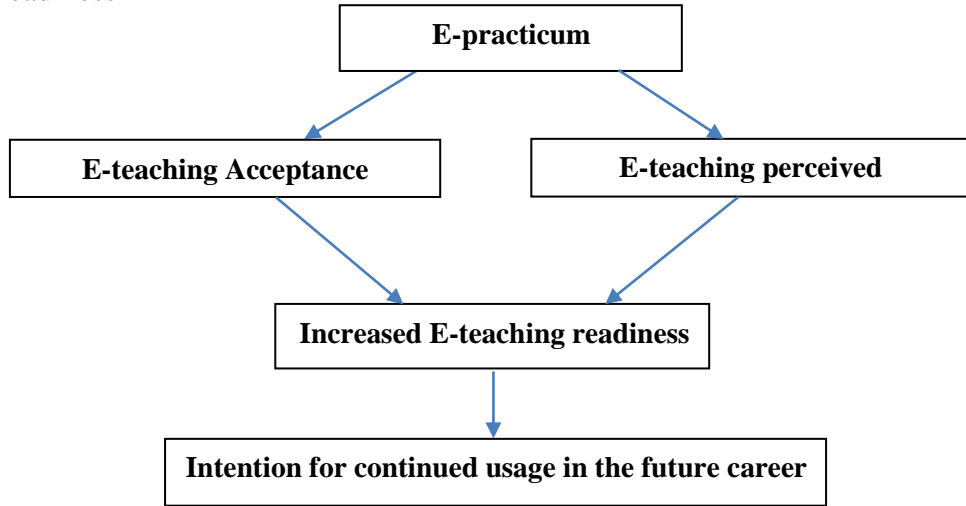 E-practicum
E-teaching Acceptance
E-teaching perceived
Increased E-teaching readiness
Intention for continued usage in the future career